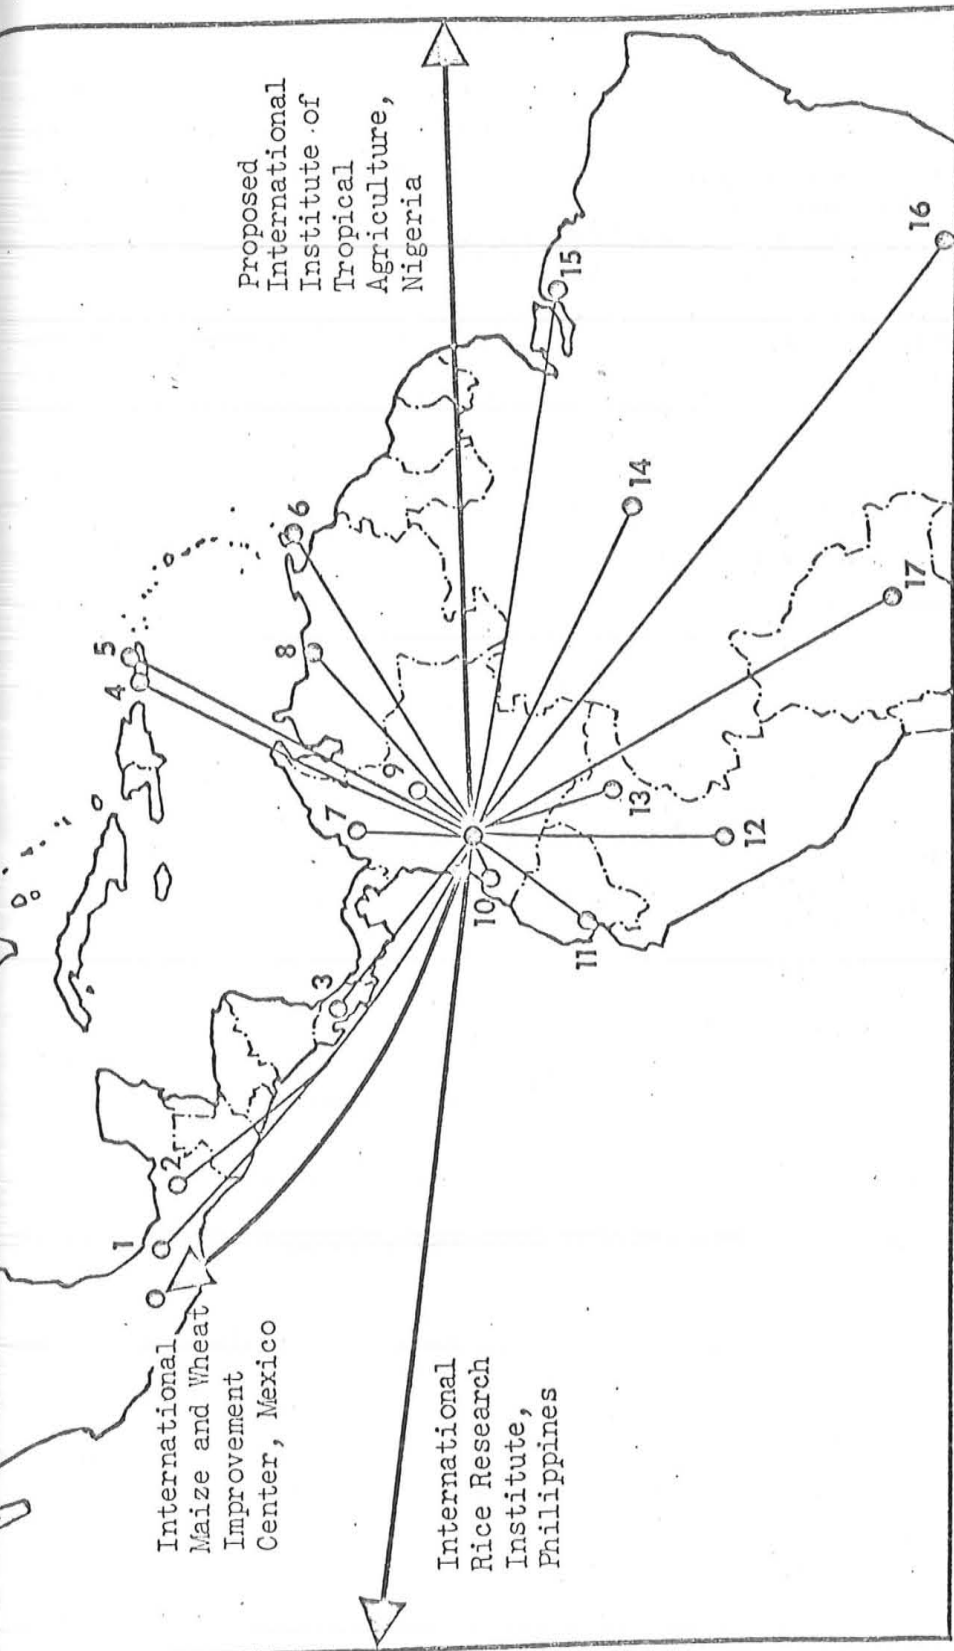 Proposed
International
Institute of
Tropical
Agriculture,
Nigeria
International
Maize and Wheat
Improvement
Center, Mexico
International
Rice Research
Institute,
Philippines
1
2
3
4
5
6
7
8
9
10
11
12
13
14
15
16
17